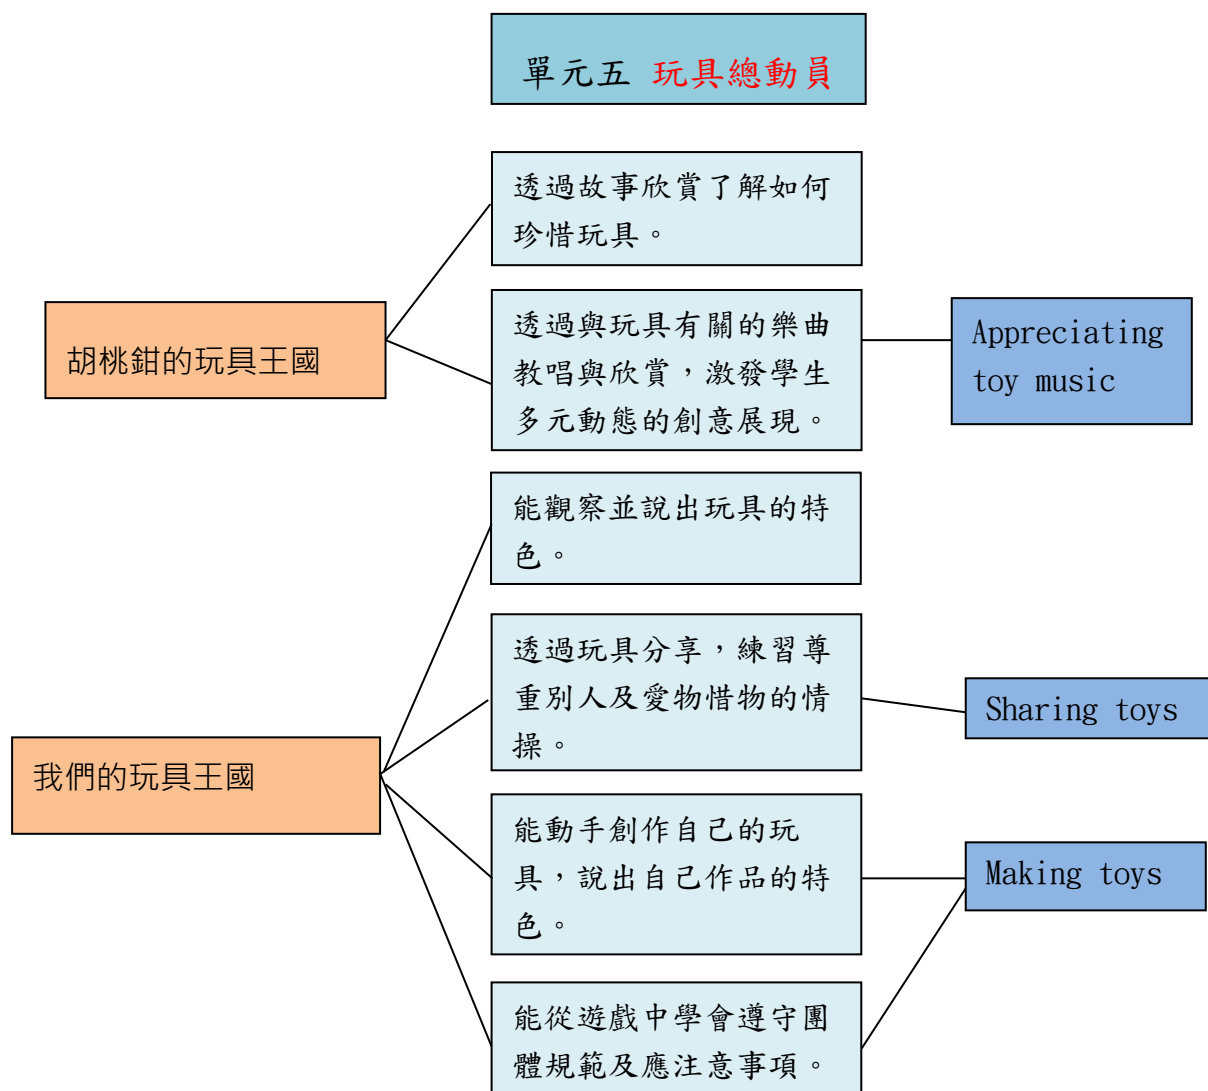 單元五 玩具總動員
透過故事欣賞了解如何
珍惜玩具。
胡桃鉗的玩具王國
透過與玩具有關的樂曲
教唱與欣賞，激發學生
多元動態的創意展現。
Appreciating
toy music
能觀察並說出玩具的特
色。
透過玩具分享，練習尊
重別人及愛物惜物的情
操。
Sharing toys
我們的玩具王國
能動手創作自己的玩
具，說出自己作品的特
色。
Making toys
能從遊戲中學會遵守團
體規範及應注意事項。